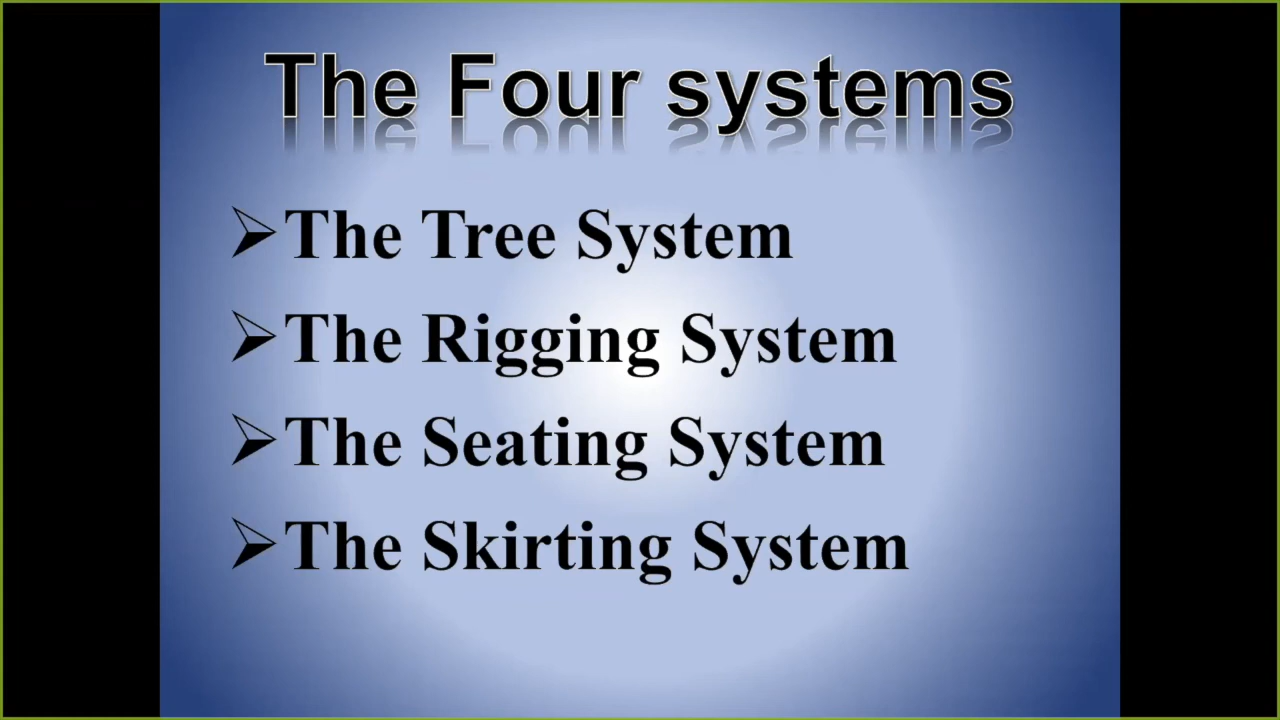 The Four systems
➢The Tree System
➢The Rigging System
➢The Seating System
➢The Skirting System